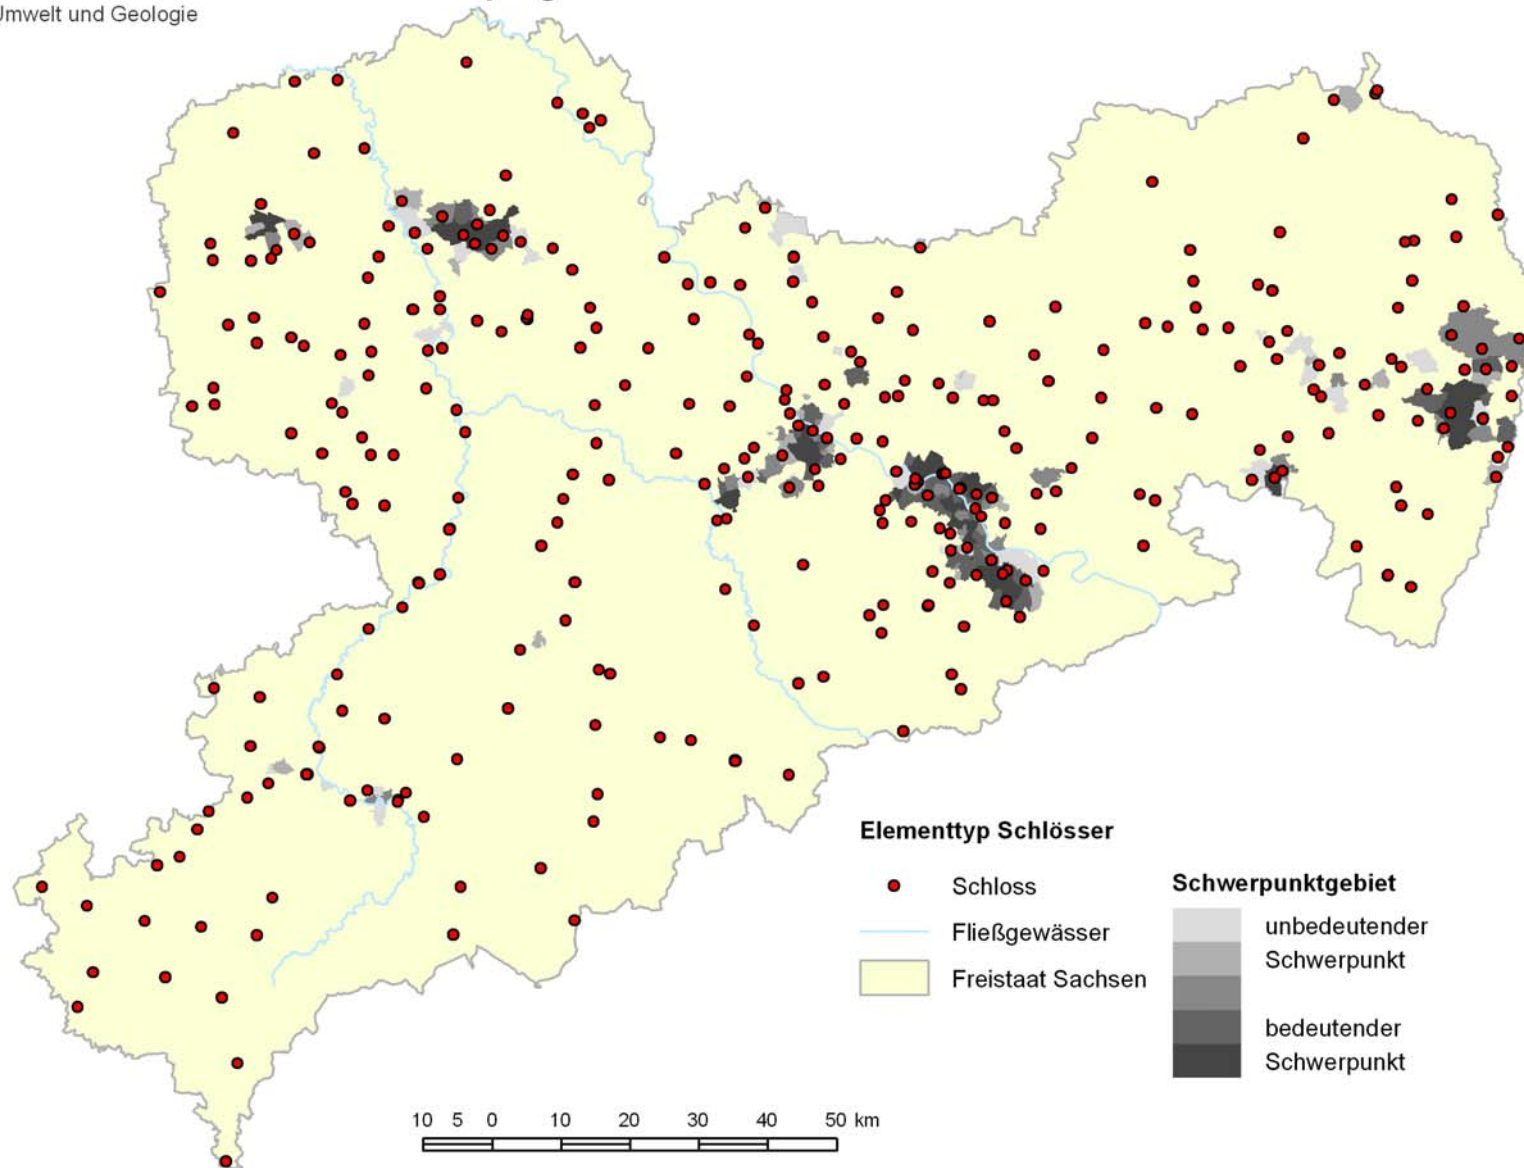 Umwelt und Geologie
Elementtyp Schlösser
Schloss
Fließgewässer
Freistaat Sachsen
Schwerpunktgebiet
unbedeutender
Schwerpunkt
bedeutender
Schwerpunkt
10 5 0 10 20 30 40 50 km